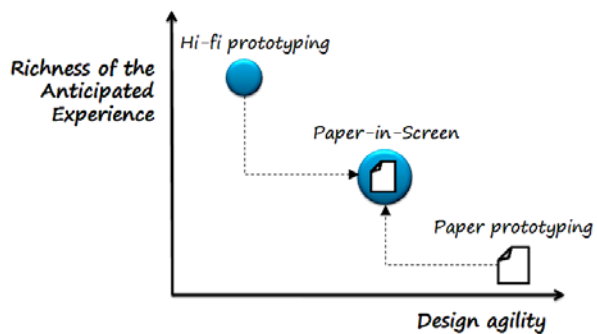 Hi-fi prototyping
Richness of the
Anticipated
Experience
Paper-in-Screen
Paper prototyping
Design agility